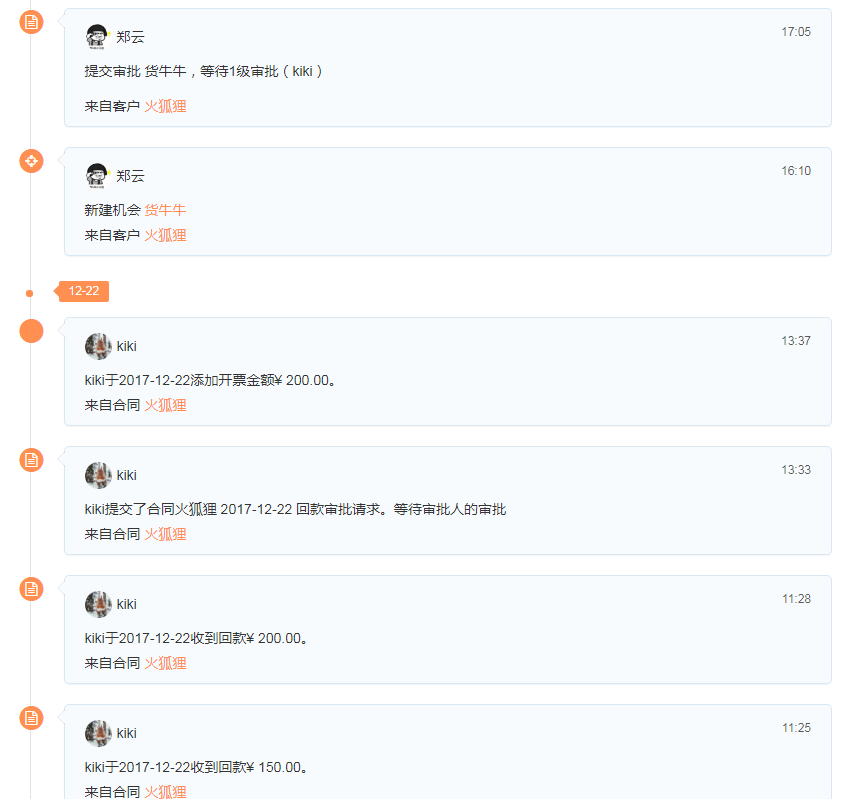 郑云
17:05
提交审批 货牛牛，等待1级审批（kiki）
来自客户 火狐狸
郑云
16:10
新建机会 货牛牛
来自客户 火狐狸
12-22
kiki
13:37
kiki于2017-12-22添加开票金额¥ 200.00。
来自合同 火狐狸
kiki
13:33
kiki提交了合同火狐狸 2017-12-22 回款审批请求。等待审批人的审批
来自合同 火狐狸
kiki
11:28
kiki于2017-12-22收到回款¥ 200.00。
来自合同 火狐狸
kiki
11:25
kiki于2017-12-22收到回款¥ 150.00。
来自合同 火狐狸